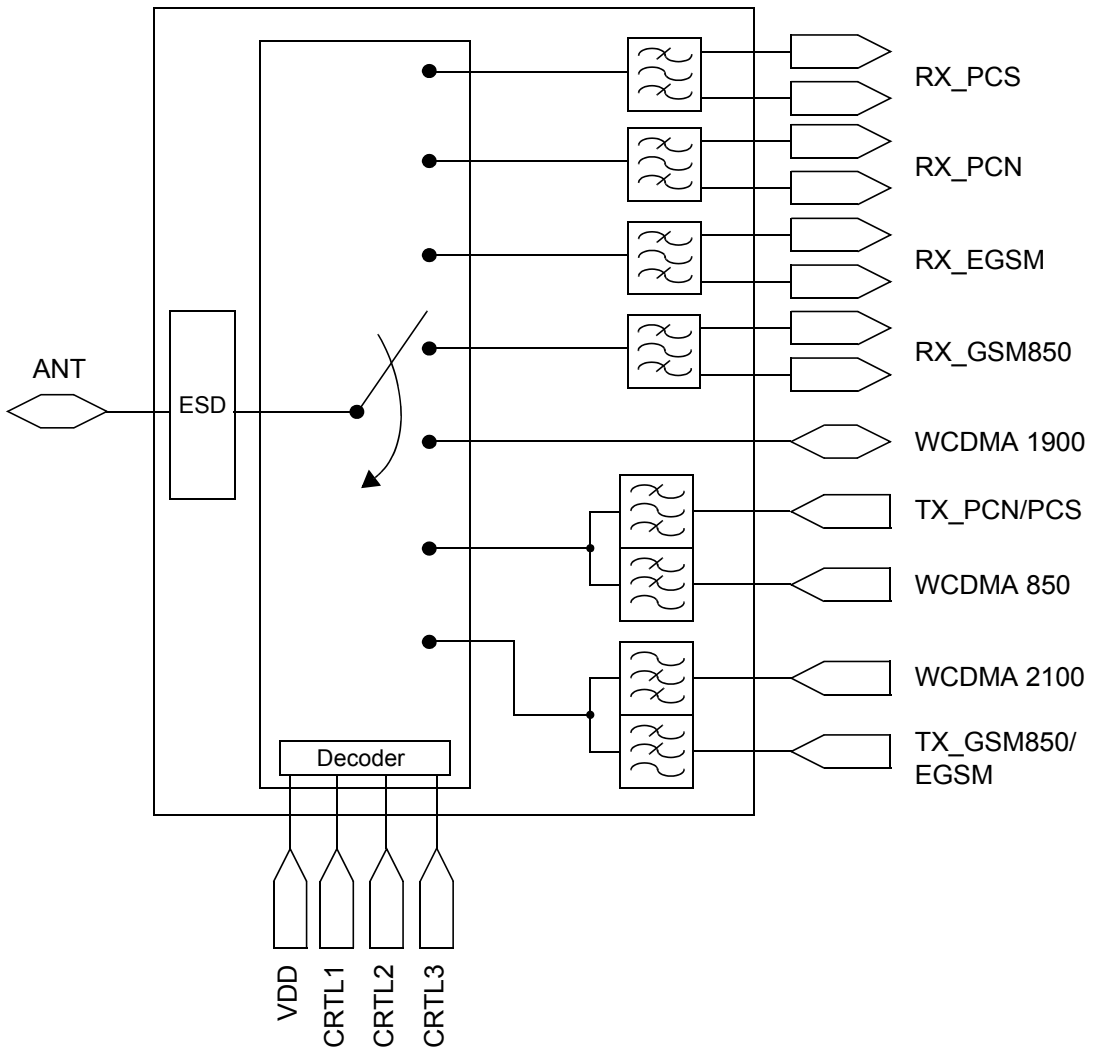 RX_PCS
RX_PCN
RX_EGSM
RX_GSM850
ANT
ESD
WCDMA 1900
TX_PCN/PCS
WCDMA 850
WCDMA 2100
TX_GSM850/
EGSM
Decoder
VDD
CRTL1
CRTL2
CRTL3